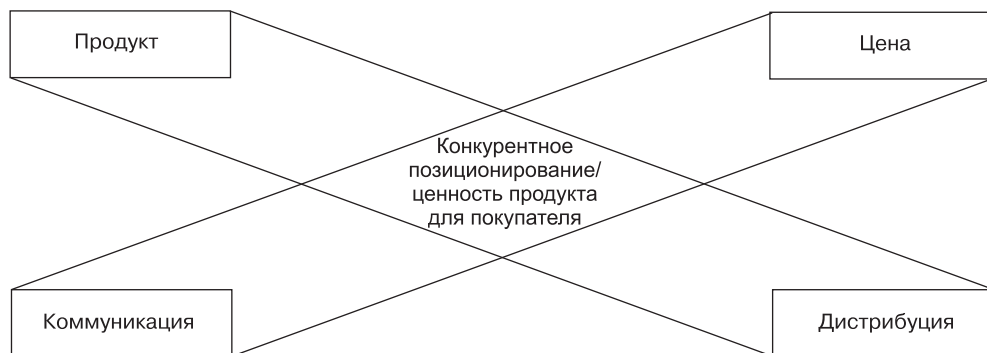 Продукт
Цена
Конкурентное
позиционирование/
ценность продукта
для покупателя
Коммуникация
Дистрибуция